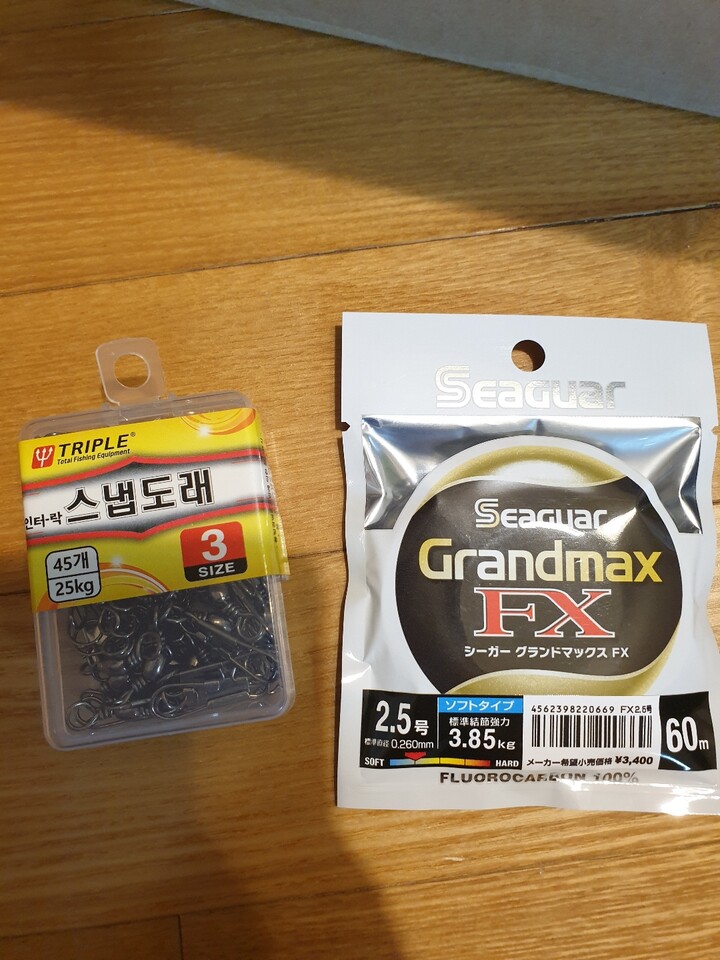 TRIPLE®
Total Fishing Equipment
인터-락 스냅도래
45개
25kg
3
SIZE
Seaguar
Seaguar
Grandmax
FX
シーガー グランドマックス FX
2.5号
標準直径 0.260mm
ソフトタイプ
標準結節強力
3.85kg
4562398220669 FX2.5号
60m
SOFT
HARD
メーカー希望小売価格 ¥3,400
FLUOROCARBON 100%